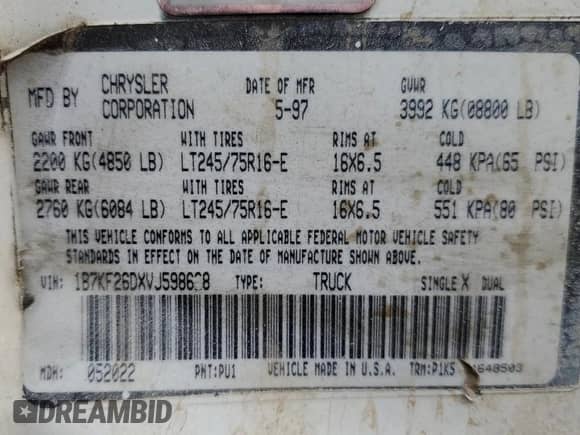 MFD BY CHRYSLER CORPORATION DATE OF MFR 5-97 GVWR 3992 KG(08800 LB)
GAWR FRONT WITH TIRES RIMS AT COLD
2200 KG(4850 LB) LT245/75R16-E 16X6.5 448 KPA(65 PSI)
GAWR REAR WITH TIRES RIMS AT COLD
2760 KG(6084 LB) LT245/75R16-E 16X6.5 551 KPA(80 PSI)
THIS VEHICLE CONFORMS TO ALL APPLICABLE FEDERAL MOTOR VEHICLE SAFETY
STANDARDS IN EFFECT ON THE DATE OF MANUFACTURE SHOWN ABOVE.
VIN: TYPE: TRUCK SINGLE X DUAL
MDH: 052022 PNT:PU1 VEHICLE MADE IN U.S.A. TRM:P1K5
DREAMBID